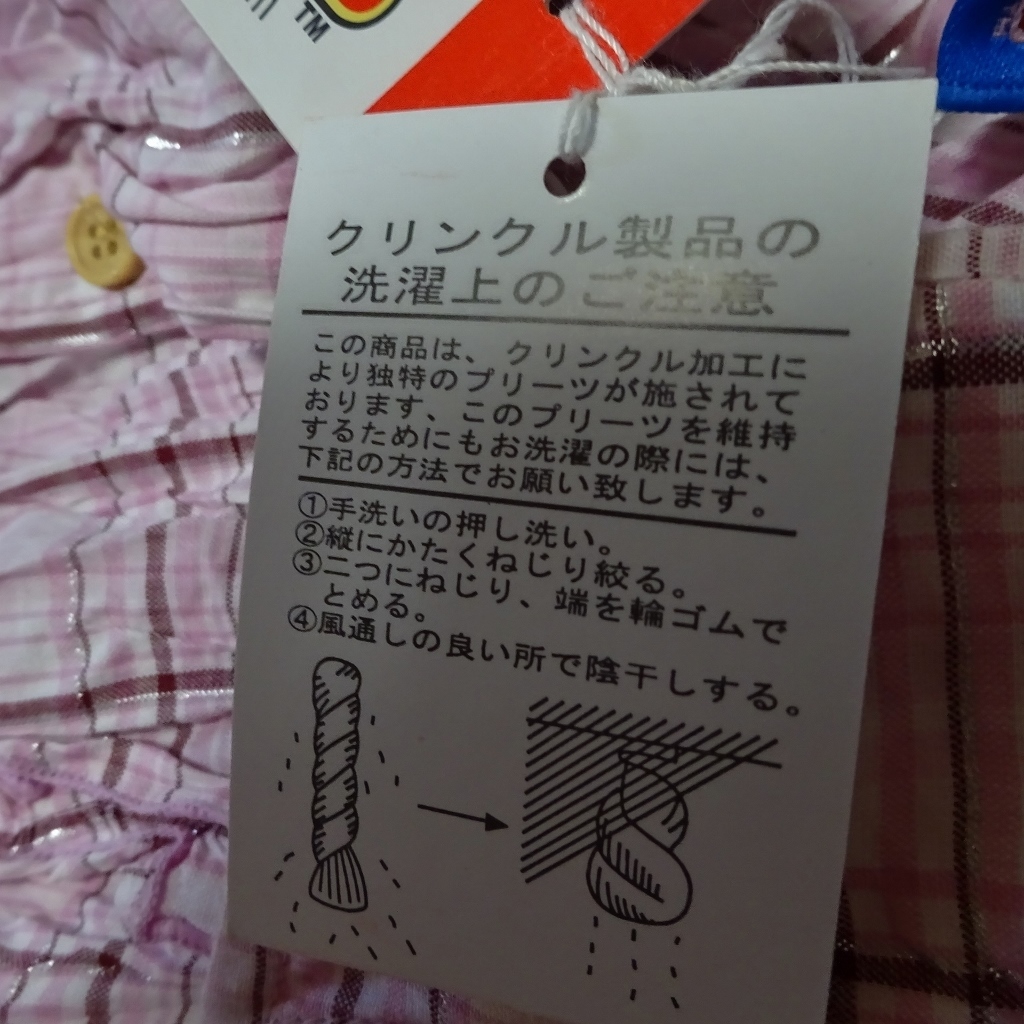 TM
クリンクル製品の
洗濯上のご注意
この商品は、クリンクル加工に
より独特のプリーツが施されて
おります、このプリーツを維持
するためにもお洗濯の際には、
下記の方法でお願い致します。
①手洗いの押し洗い。
②縦にかたくねじり絞る。
③二つにねじり、端を輪ゴムで
とめる。
④風通しの良い所で陰干しする。